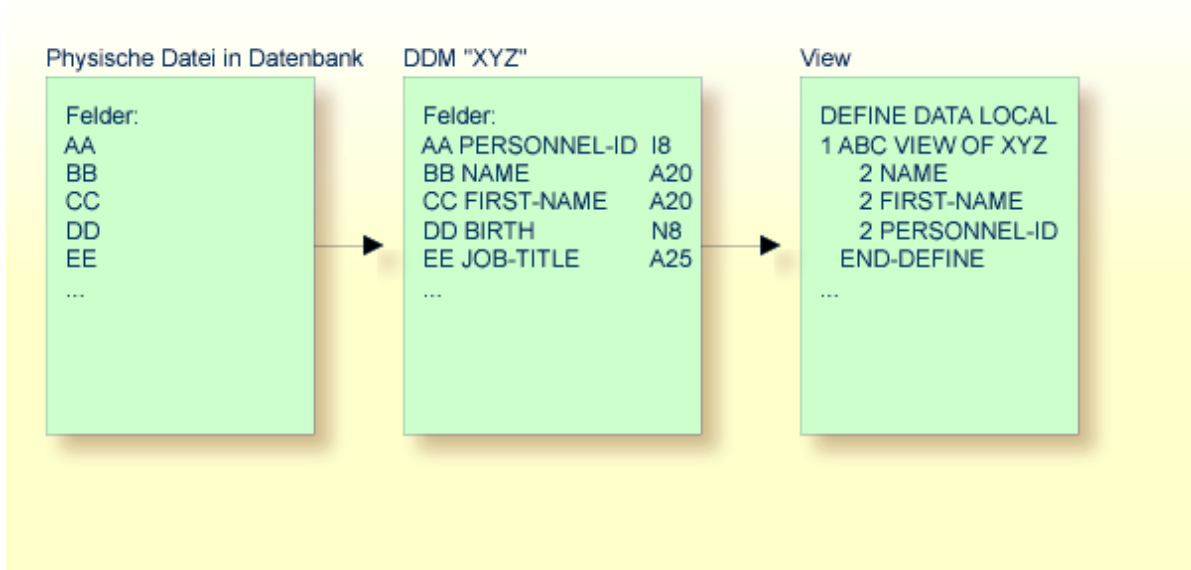 Physische Datei in Datenbank
Felder:
AA
BB
CC
DD
EE
...
DDM "XYZ"
Felder:
AA PERSONNEL-ID I8
BB NAME A20
CC FIRST-NAME A20
DD BIRTH N8
EE JOB-TITLE A25
...
View
DEFINE DATA LOCAL
1 ABC VIEW OF XYZ
2 NAME
2 FIRST-NAME
2 PERSONNEL-ID
END-DEFINE
...